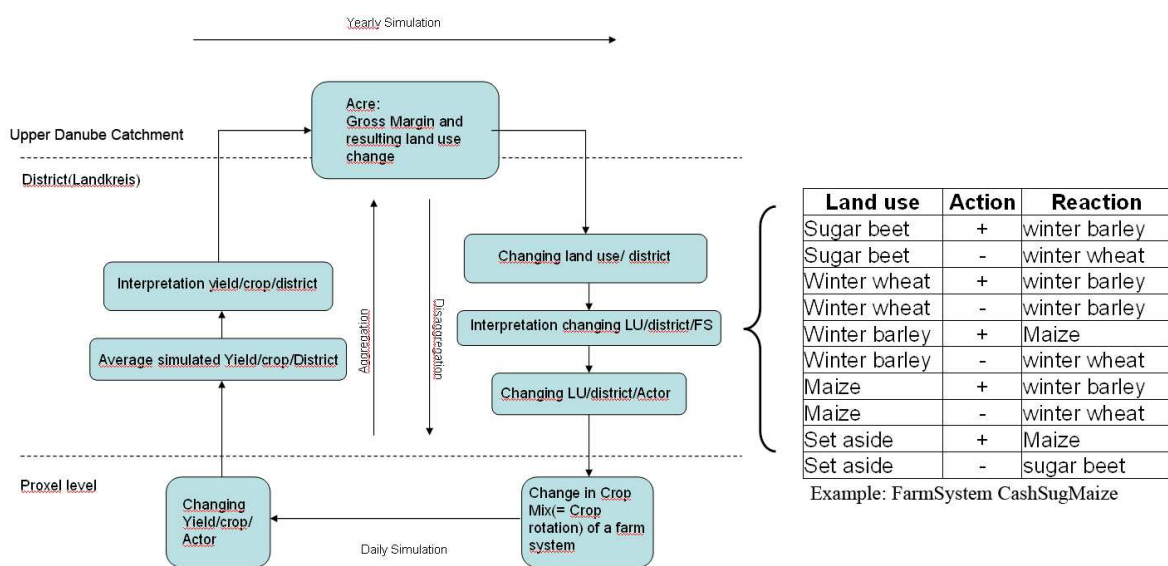 Yearly Simulation
Acre:
Gross Margin and
resulting land use
change
Upper Danube Catchment
District(Landkreis)
Changing land use/ district
Interpretation yield/crop/district
Interpretation changing LU/district/FS
Average simulated Yield/crop/District
Changing LU/district/Actor
Aggregation
Disaggregation
Proxel level
Changing
Yield/crop/
Actor
Change in Crop
Mix(= Crop
rotation) of a farm
system
Daily Simulation
Land use Action Reaction
Sugar beet + winter barley
Sugar beet - winter wheat
Winter wheat + winter barley
Winter wheat - winter barley
Winter barley + Maize
Winter barley - winter wheat
Maize + winter barley
Maize - winter wheat
Set aside + Maize
Set aside - sugar beet
Example: FarmSystem CashSugMaize